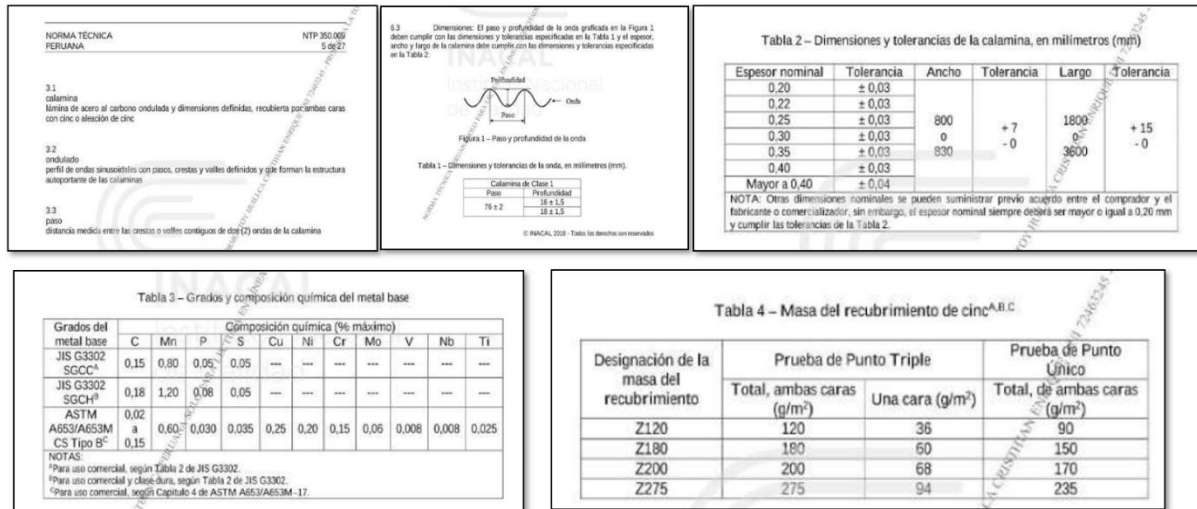 NORMA TÉCNICA NTP 350.009
PERUANA 5 de 27
3.1
calamina
lámina de acero al carbono ondulada y dimensiones definidas, recubierta por ambas caras
con cinc o aleación de cinc
3.2
ondulado
perfil de ondas sinusoidales con pasos, crestas y valles definidos y que forman la estructura
autoportante de las calaminas
3.3
paso
distancia medida entre las crestas o valles contiguos de dos (2) ondas de la calamina
6.3 Dimensiones: El paso y profundidad de la onda graficada en la Figura 1
deben cumplir con las dimensiones y tolerancias especificadas en la Tabla 1 y el espesor,
ancho y largo de la calamina debe cumplir con las dimensiones y tolerancias especificadas
en la Tabla 2.
INACAL
Profundidad
Onda
Paso
Figura 1 – Paso y profundidad de la onda
Tabla 1 – Dimensiones y tolerancias de la onda, en milímetros (mm).
Calamina de Clase 1
Paso Profundidad
76 ± 2 16 ± 1,5
18 ± 1,5
© INACAL 2018 - Todos los derechos son reservados
Tabla 2 – Dimensiones y tolerancias de la calamina, en milímetros (mm)
Espesor nominal Tolerancia Ancho Tolerancia Largo Tolerancia
0,20 ± 0,03
0,22 ± 0,03
0,25 ± 0,03 800 1800
0,30 ± 0,03 o + 7 o + 15
0,35 ± 0,03 830 - 0 3600 - 0
0,40 ± 0,03
Mayor a 0,40 ± 0,04
NOTA: Otras dimensiones nominales se pueden suministrar previo acuerdo entre el comprador y el
fabricante o comercializador, sin embargo, el espesor nominal siempre deberá ser mayor o igual a 0,20 mm
y cumplir las tolerancias de la Tabla 2.
INACAL
Tabla 3 – Grados y composición química del metal base
Grados del metal base Composición química (% máximo)
C Mn P S Cu Ni Cr Mo V Nb Ti
JIS G3302 SGCCᴬ 0,15 0,80 0,05 0,05 --- --- --- --- --- --- ---
JIS G3302 SGCHᴮ 0,18 1,20 0,08 0,05 --- --- --- --- --- --- ---
ASTM A653/A653M CS Tipo Bᶜ 0,02 a 0,15 0,60 0,030 0,035 0,25 0,20 0,15 0,06 0,008 0,008 0,025
NOTAS:
ᴬPara uso comercial, según Tabla 2 de JIS G3302.
ᴮPara uso comercial y clase dura, según Tabla 2 de JIS G3302.
ᶜPara uso comercial, según Capitulo 4 de ASTM A653/A653M–17.
Tabla 4 – Masa del recubrimiento de cincᴬ,ᴮ,ᶜ
Designación de la masa del recubrimiento Prueba de Punto Triple Prueba de Punto Único
Total, ambas caras (g/m²) Una cara (g/m²) Total, de ambas caras (g/m²)
Z120 120 36 90
Z180 180 60 150
Z200 200 68 170
Z275 275 94 235